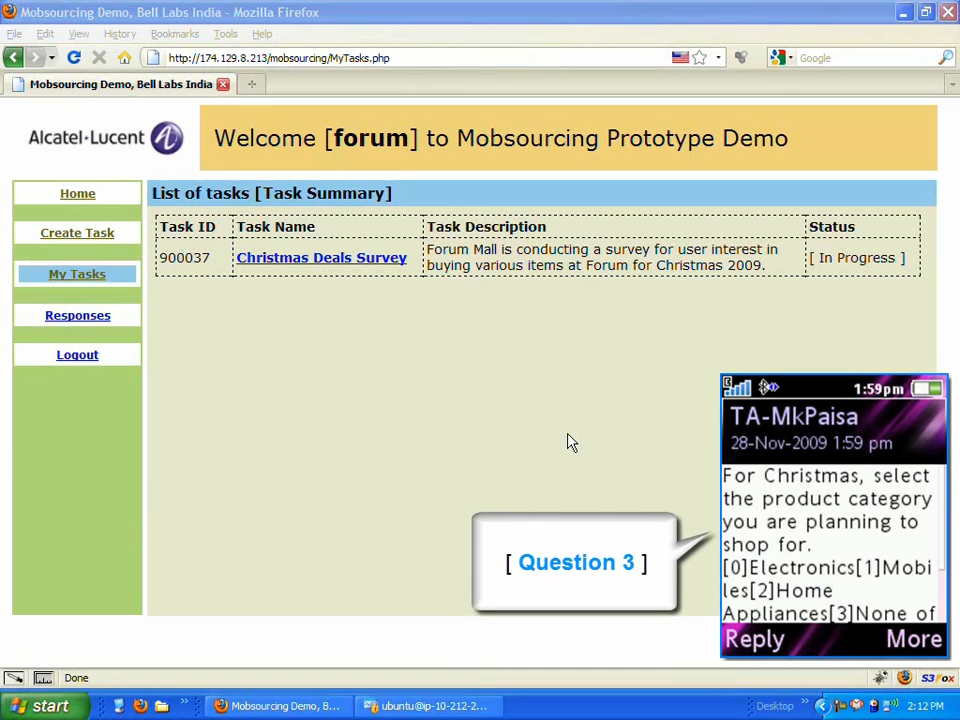 Mobsourcing Demo, Bell Labs India - Mozilla Firefox
File Edit View History Bookmarks Tools Help
http://174.129.8.213/mobsourcing/MyTasks.php
Google
Mobsourcing Demo, Bell Labs India
Alcatel·Lucent
Welcome [forum] to Mobsourcing Prototype Demo
Home
Create Task
My Tasks
Responses
Logout
List of tasks [Task Summary]
Task ID Task Name Task Description Status
900037 Christmas Deals Survey Forum Mall is conducting a survey for user interest in [ In Progress ]
buying various items at Forum for Christmas 2009.
[ Question 3 ]
1:59pm
TA-MkPaisa
28-Nov-2009 1:59 pm
For Christmas, select
the product category
you are planning to
shop for.
[0]Electronics[1]Mobi
les[2]Home
Appliances[3]None of
Reply More
Done
S3Fox
start
Mobsourcing Demo, B...
ubuntu@ip-10-212-2...
Desktop
2:12 PM